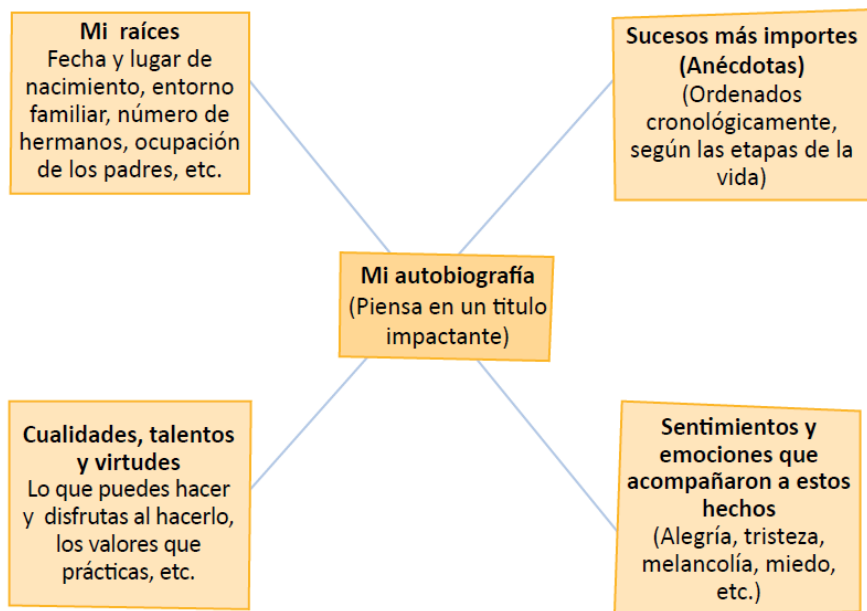 Mi raíces
Fecha y lugar de
nacimiento, entorno
familiar, número de
hermanos, ocupación
de los padres, etc.
Sucesos más importes
(Anécdotas)
(Ordenados
cronológicamente,
según las etapas de la
vida)
Mi autobiografía
(Piensa en un titulo
impactante)
Cualidades, talentos
y virtudes
Lo que puedes hacer
y disfrutas al hacerlo,
los valores que
prácticas, etc.
Sentimientos y
emociones que
acompañaron a estos
hechos
(Alegría, tristeza,
melancolía, miedo,
etc.)